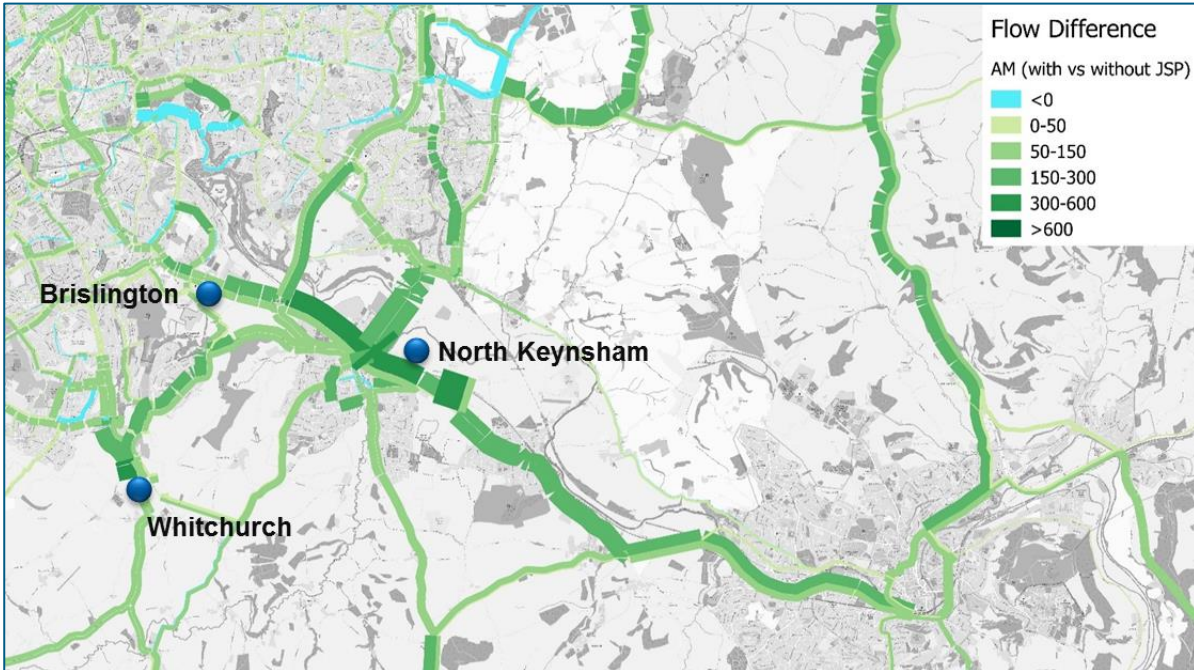 Flow Difference
AM (with vs without JSP)
<0
0-50
50-150
150-300
300-600
>600
Brislington
North Keynsham
Whitchurch